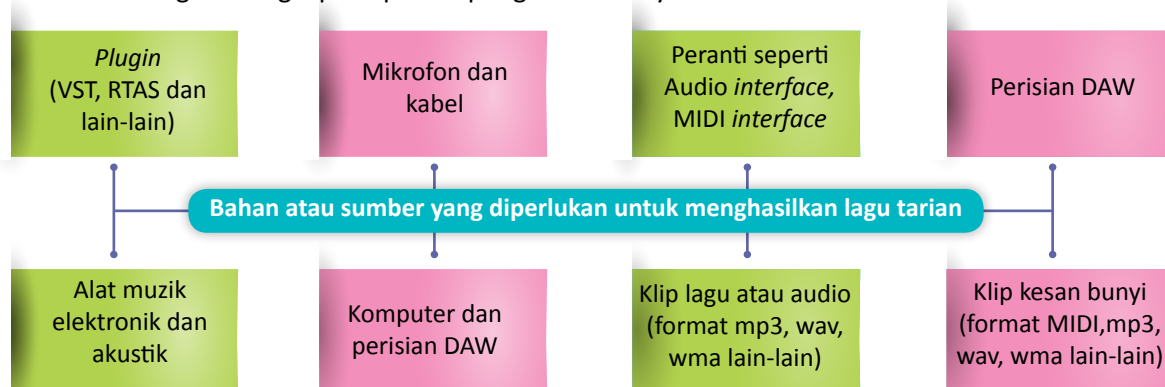 Plugin
(VST, RTAS dan
lain-lain)
Mikrofon dan
kabel
Peranti seperti
Audio interface,
MIDI interface
Perisian DAW
Bahan atau sumber yang diperlukan untuk menghasilkan lagu tarian
Alat muzik
elektronik dan
akustik
Komputer dan
perisian DAW
Klip lagu atau audio
(format mp3, wav,
wma lain-lain)
Klip kesan bunyi
(format MIDI,mp3,
wav, wma lain-lain)